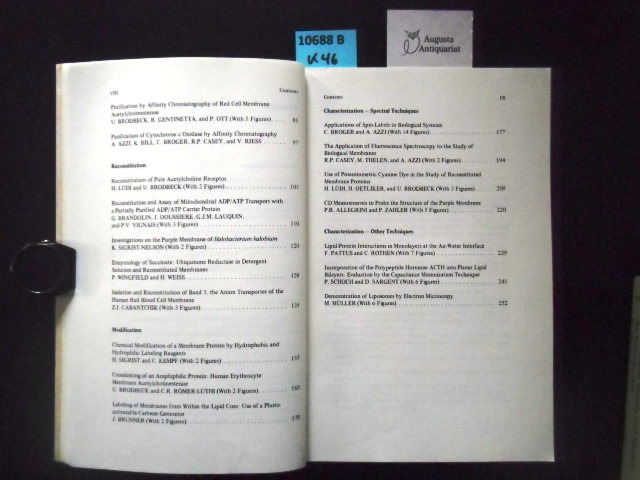 10688 B
K 46
Augusta
Antiquariat
VIII Contents
Purification by Affinity Chromatography of Red Cell Membrane
Acetylcholinesterase
U. BRODBECK, R. GENTINETTA, and P. OTT (With 5 Figures) 85
Purification of Cytochrome c Oxidase by Affinity Chromatography
A. AZZI, K. BILL, C. BROGER, R.P. CASEY, and V. RIESS 97
Reconstitution
Reconstitution of Pure Acetylcholine Receptor
H. LÜDI and U. BRODBECK (With 2 Figures) 103
Reconstitution and Assay of Mitochondrial ADP/ATP Transport with
a Partially Purified ADP/ATP Carrier Protein
G. BRANDOLIN, J. DOUSSIERE, G.J.M. LAUQUIN,
and P.V. VIGNAIS (With 3 Figures) 110
Investigations on the Purple Membrane of Halobacterium halobium
K. SIGRIST-NELSON (With 2 Figures) 120
Enzymology of Succinate: Ubiquinone Reductase in Detergent
Solution and Reconstituted Membranes
P. WINGFIELD and H. WEISS 128
Isolation and Reconstitution of Band 3, the Anion Transporter of the
Human Red Blood Cell Membrane
Z.I. CABANTCHIK (With 3 Figures) 135
Modification
Chemical Modification of a Membrane Protein by Hydrophobic and
Hydrophilic Labeling Reagents
H. SIGRIST and C. KEMPF (With 2 Figures) 155
Crosslinking of an Amphiphilic Protein: Human Erythrocyte
Membrane Acetylcholinesterase
U. BRODBECK and C.R. RÖMER-LÜTHI (With 2 Figures) 163
Labeling of Membranes from Within the Lipid Core: Use of a Photo-
activatable Carbene Generator
J. BRUNNER (With 2 Figures) 170
Contents IX
Characterization – Spectral Techniques
Applications of Spin-Labels to Biological Systems
C. BROGER and A. AZZI (With 14 Figures) 177
The Application of Fluorescence Spectroscopy to the Study of
Biological Membranes
R.P. CASEY, M. THELEN, and A. AZZI (With 2 Figures) 194
Use of Potentiometric Cyanine Dye in the Study of Reconstituted
Membrane Proteins
H. LÜDI, H. OETLIKER, and U. BRODBECK (With 3 Figures) 209
CD Measurements to Probe the Structure of the Purple Membrane
P.R. ALLEGRINI and P. ZAHLER (With 5 Figures) 220
Characterization – Other Techniques
Lipid-Protein Interactions in Monolayers at the Air-Water Interface
F. PATTUS and C. ROTHEN (With 7 Figures) 229
Incorporation of the Polypeptide Hormone ACTH into Planar Lipid
Bilayers: Evaluation by the Capacitance Minimization Technique
P. SCHOCH and D. SARGENT (With 6 Figures) 241
Demonstration of Liposomes by Electron Microscopy
M. MÜLLER (With 6 Figures) 252